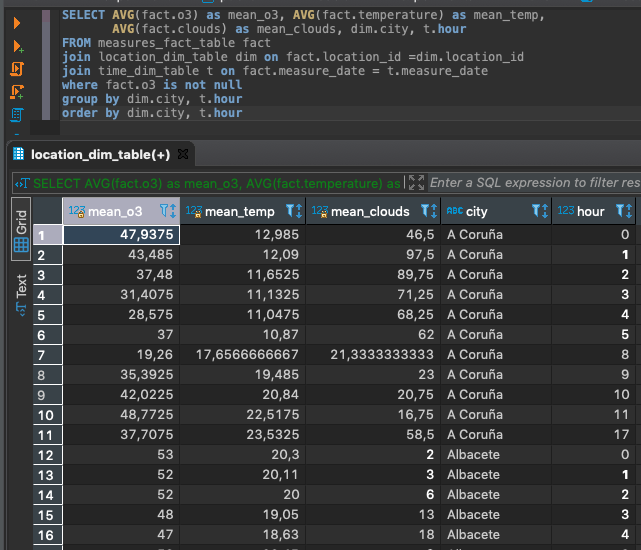 SELECT AVG(fact.o3) as mean_o3, AVG(fact.temperature) as mean_temp,
AVG(fact.clouds) as mean_clouds, dim.city, t.hour
FROM measures_fact_table fact
join location_dim_table dim on fact.location_id =dim.location_id
join time_dim_table t on fact.measure_date = t.measure_date
where fact.o3 is not null
group by dim.city, t.hour
order by dim.city, t.hour
location_dim_table(+)
SELECT AVG(fact.o3) as mean_o3, AVG(fact.temperature) as
Enter a SQL expression to filter res
Grid
Text
123 mean_o3 123 mean_temp 123 mean_clouds ABC city 123 hour
1 47,9375 12,985 46,5 A Coruña 0
2 43,485 12,09 97,5 A Coruña 1
3 37,48 11,6525 89,75 A Coruña 2
4 31,4075 11,1325 71,25 A Coruña 3
5 28,575 11,0475 68,25 A Coruña 4
6 37 10,87 62 A Coruña 5
7 19,26 17,6566666667 21,3333333333 A Coruña 8
8 35,3925 19,485 23 A Coruña 9
9 42,0225 20,84 20,75 A Coruña 10
10 48,7725 22,5175 16,75 A Coruña 11
11 37,7075 23,5325 58,5 A Coruña 17
12 53 20,3 2 Albacete 0
13 52 20,11 3 Albacete 1
14 52 20 6 Albacete 2
15 48 19,05 13 Albacete 3
16 47 18,63 18 Albacete 4